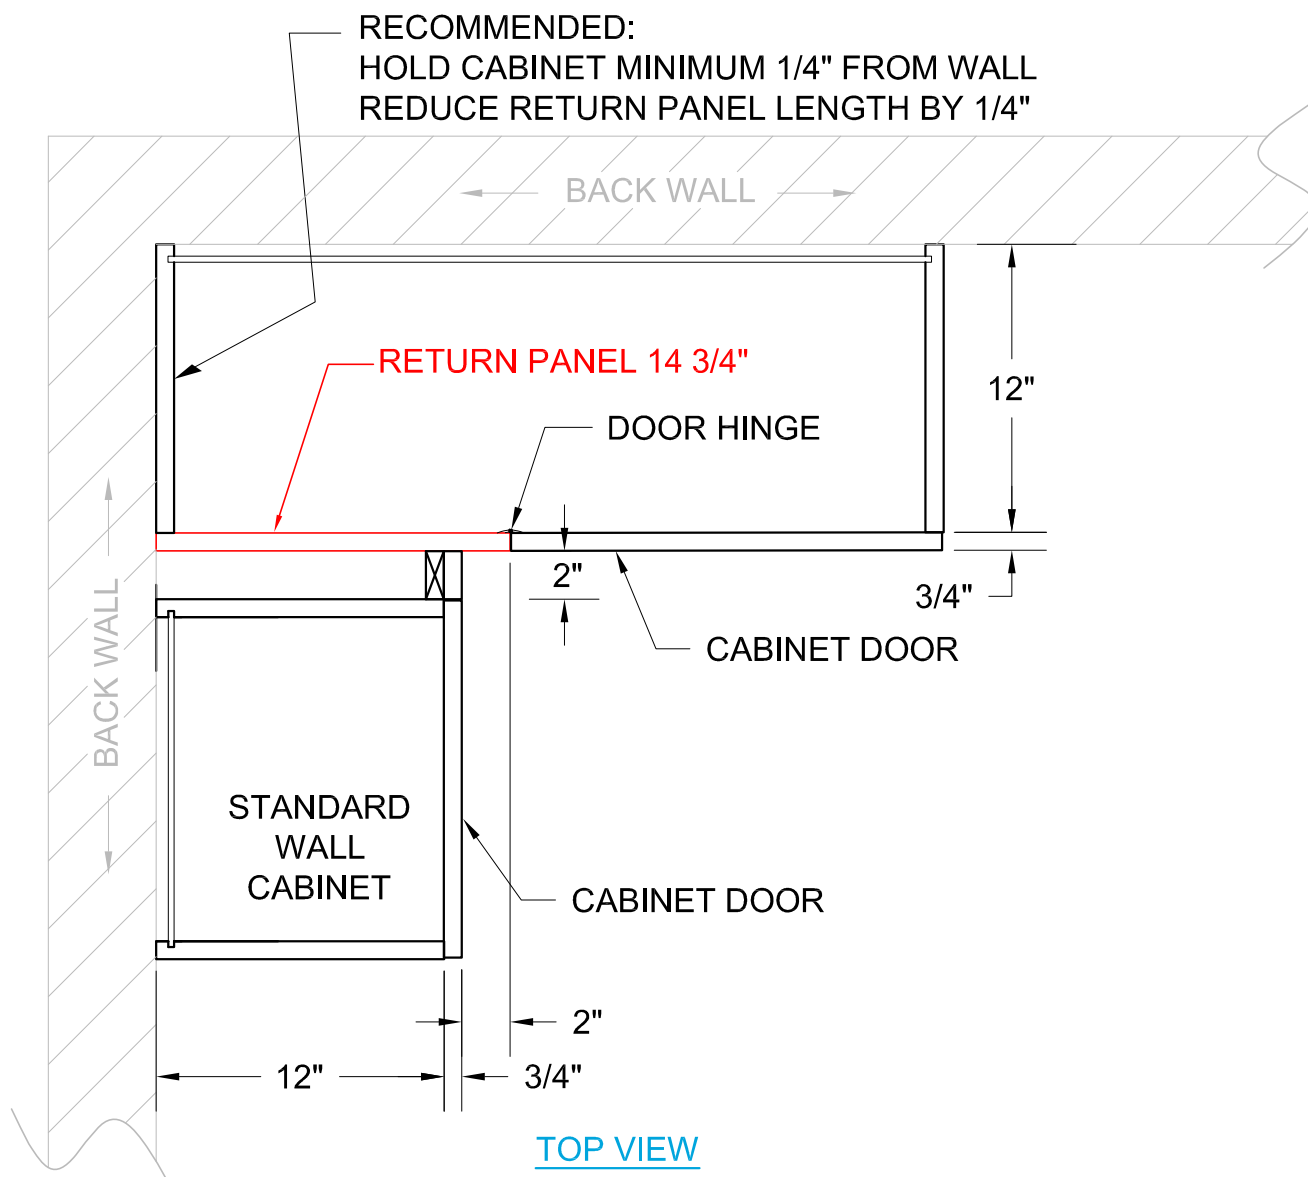 RECOMMENDED:
HOLD CABINET MINIMUM 1/4" FROM WALL
REDUCE RETURN PANEL LENGTH BY 1/4"
BACK WALL
RETURN PANEL 14 3/4"
12"
DOOR HINGE
2"
3/4"
BACK WALL
CABINET DOOR
STANDARD
WALL
CABINET
CABINET DOOR
2"
12"
3/4"
TOP VIEW